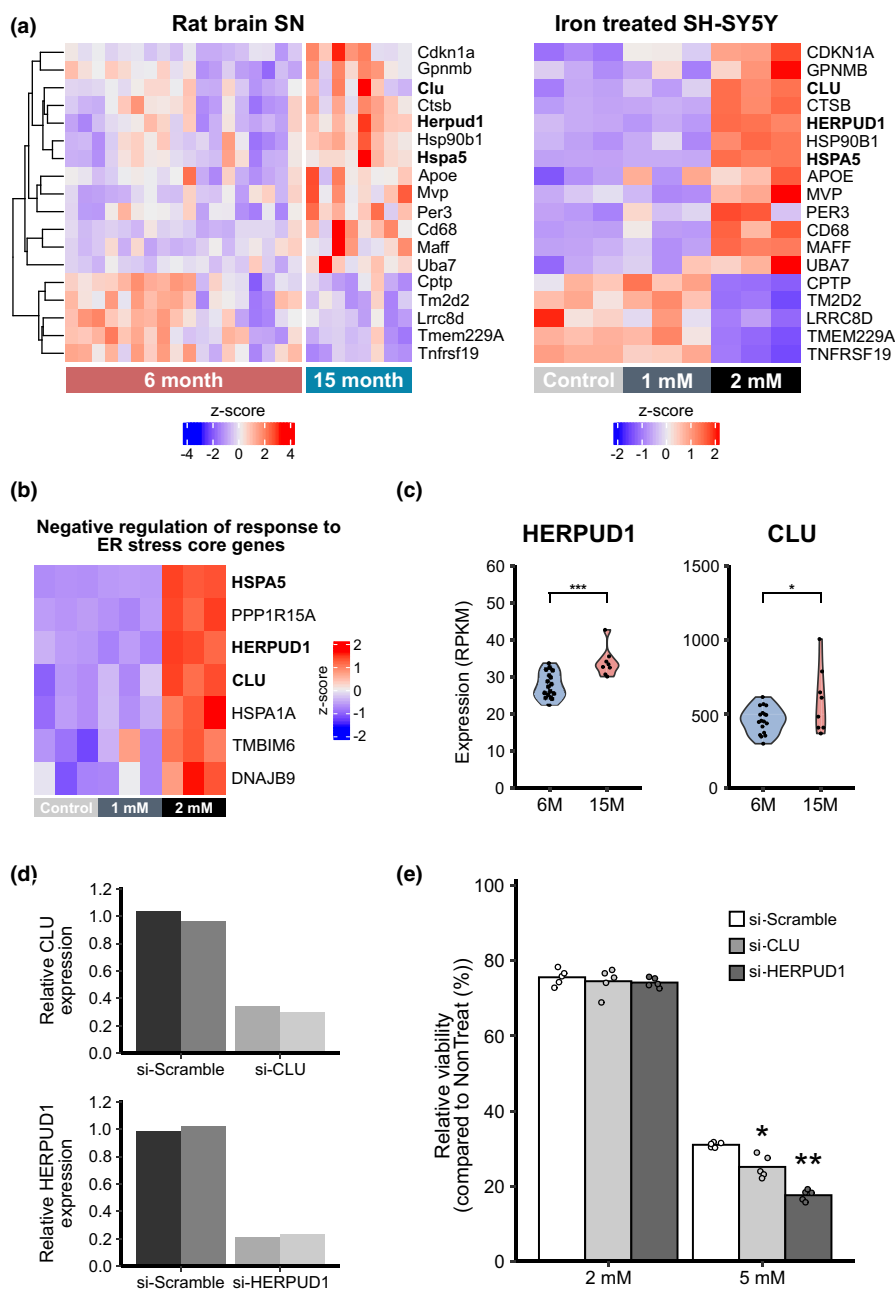 (a)
Rat brain SN
Cdkn1a
Gpnmb
Clu
Ctsb
Herpud1
Hsp90b1
Hspa5
Apoe
Mvp
Per3
Cd68
Maff
Uba7
Cptp
Tm2d2
Lrrc8d
Tmem229A
Tnfrsf19
6 month
15 month
z-score
-4 -2 0 2 4
Iron treated SH-SY5Y
CDKN1A
GPNMB
CLU
CTSB
HERPUD1
HSP90B1
HSPA5
APOE
MVP
PER3
CD68
MAFF
UBA7
CPTP
TM2D2
LRRC8D
TMEM229A
TNFRSF19
Control
1 mM
2 mM
z-score
-2 -1 0 1 2
(b)
Negative regulation of response to
ER stress core genes
HSPA5
PPP1R15A
HERPUD1
CLU
HSPA1A
TMBIM6
DNAJB9
Control
1 mM
2 mM
z-score
2
1
0
-1
-2
(c)
HERPUD1
Expression (RPKM)
60
50
40
30
20
10
0
***
6M
15M
CLU
1500
1000
500
0
*
6M
15M
(d)
Relative CLU
expression
1.2
1.0
0.8
0.6
0.4
0.2
0.0
si-Scramble
si-CLU
Relative HERPUD1
expression
1.2
1.0
0.8
0.6
0.4
0.2
0.0
si-Scramble
si-HERPUD1
(e)
Relative viability
(compared to NonTreat (%))
100
80
60
40
20
0
si-Scramble
si-CLU
si-HERPUD1
*
**
2 mM
5 mM